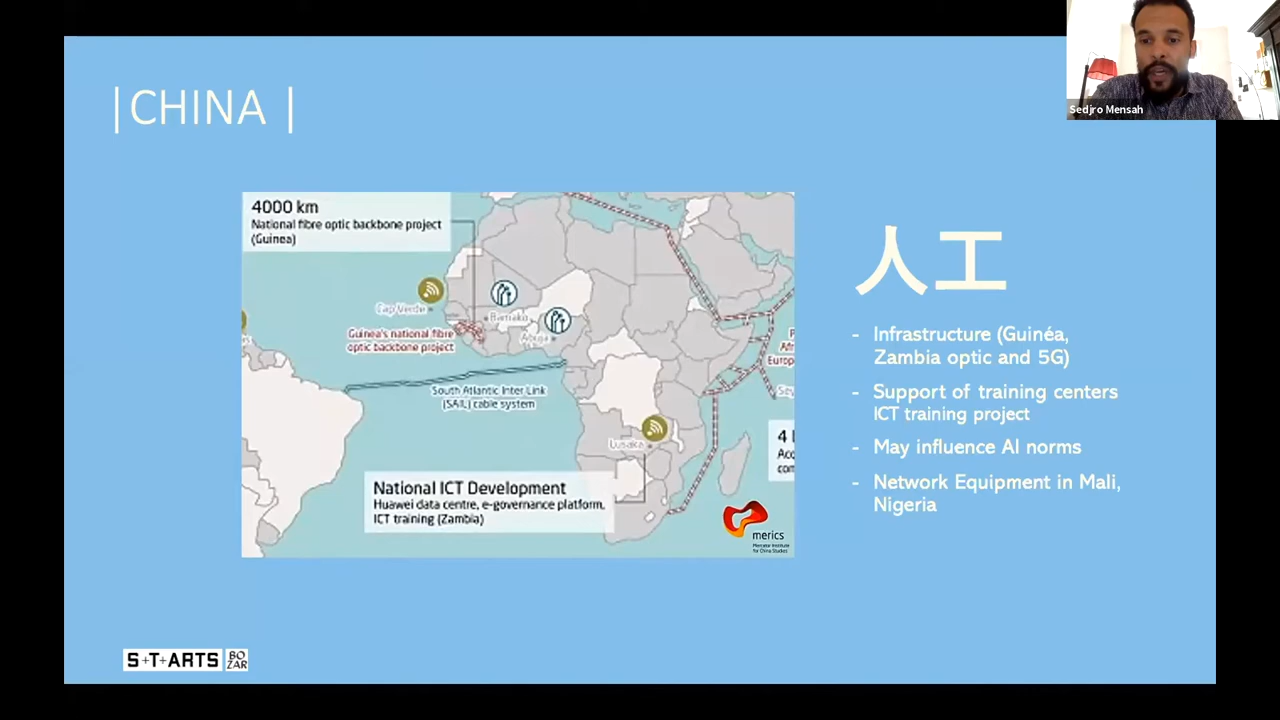 |CHINA |
Sedjro Mensah
4000 km
National fibre optic backbone project
(Guinea)
Cap Verde
Bamako
Abuja
Guinea's national fibre
optic backbone project
South Atlantic Inter Link
(SAIL) cable system
Lusaka
National ICT Development
Huawei data centre, e-governance platform,
ICT training (Zambia)
merics
Mercator Institute
for China Studies
人工
- Infrastructure (Guinéa,
Zambia optic and 5G)
- Support of training centers
ICT training project
- May influence AI norms
- Network Equipment in Mali,
Nigeria
S+T+ARTS
BO
ZAR